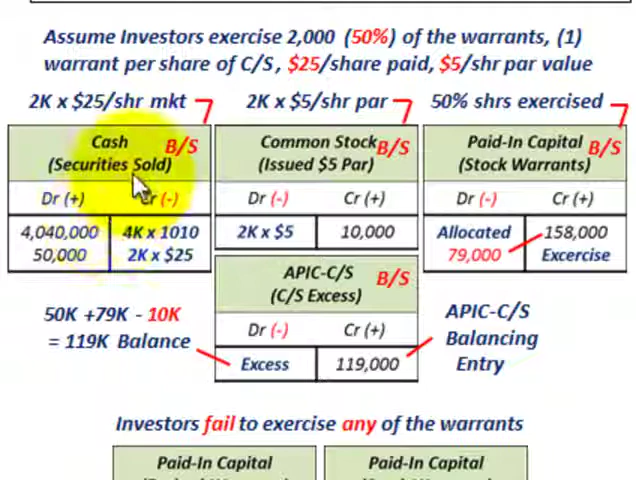 Assume Investors exercise 2,000 (50%) of the warrants, (1)
warrant per share of C/S, $25/share paid, $5/shr par value
2K x $25/shr mkt
2K x $5/shr par
50% shrs exercised
Cash B/S
(Securities Sold)
Dr (+) Cr (-)
4,040,000 4K x 1010
50,000 2K x $25
Common Stock B/S
(Issued $5 Par)
Dr (-) Cr (+)
2K x $5 10,000
Paid-In Capital B/S
(Stock Warrants)
Dr (-) Cr (+)
Allocated 158,000
79,000 Excercise
APIC-C/S B/S
(C/S Excess)
Dr (-) Cr (+)
Excess 119,000
50K +79K - 10K
= 119K Balance
APIC-C/S
Balancing
Entry
Investors fail to exercise any of the warrants
Paid-In Capital
Paid-In Capital